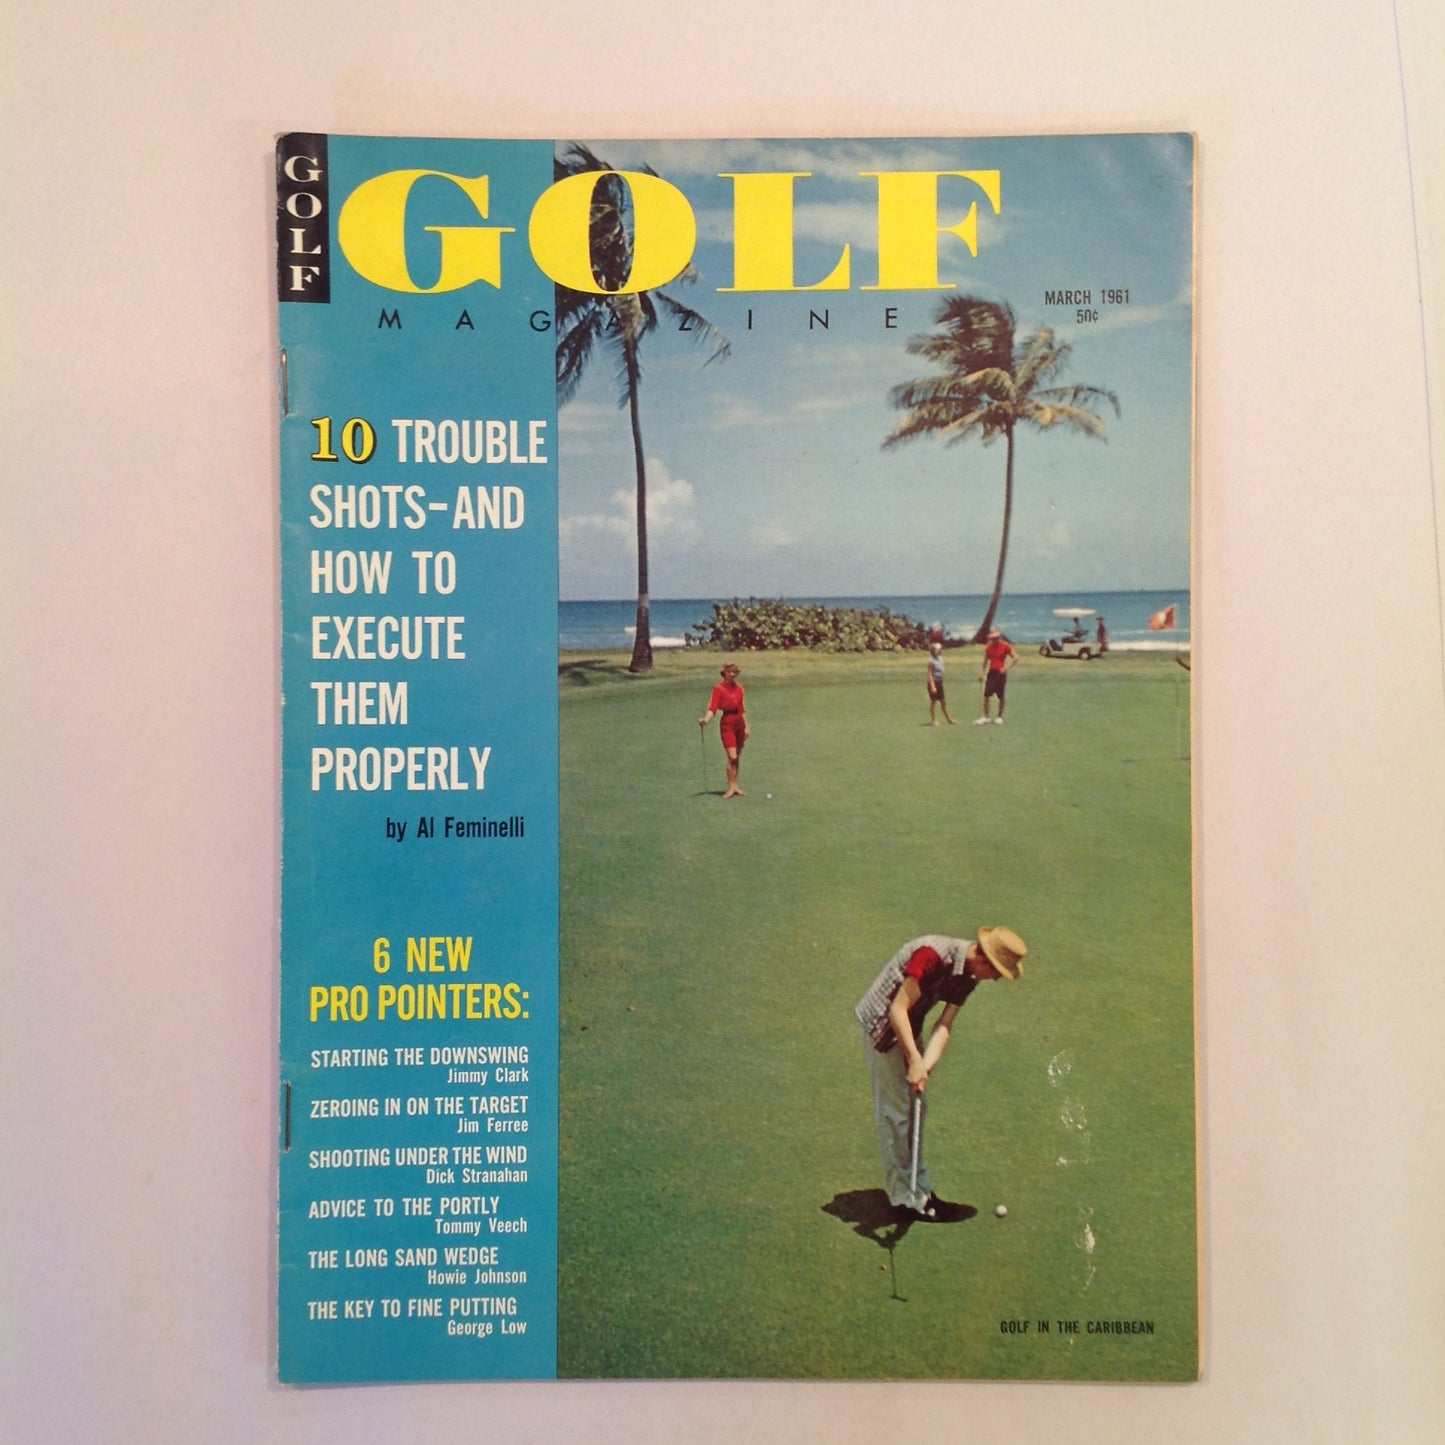 GOLF
GOLF
MAGAZINE
MARCH 1961
50¢
10 TROUBLE
SHOTS-AND
HOW TO
EXECUTE
THEM
PROPERLY
by Al Feminelli
6 NEW
PRO POINTERS:
STARTING THE DOWNSWING
Jimmy Clark
ZEROING IN ON THE TARGET
Jim Ferree
SHOOTING UNDER THE WIND
Dick Stranahan
ADVICE TO THE PORTLY
Tommy Veech
THE LONG SAND WEDGE
Howie Johnson
THE KEY TO FINE PUTTING
George Low
GOLF IN THE CARIBBEAN